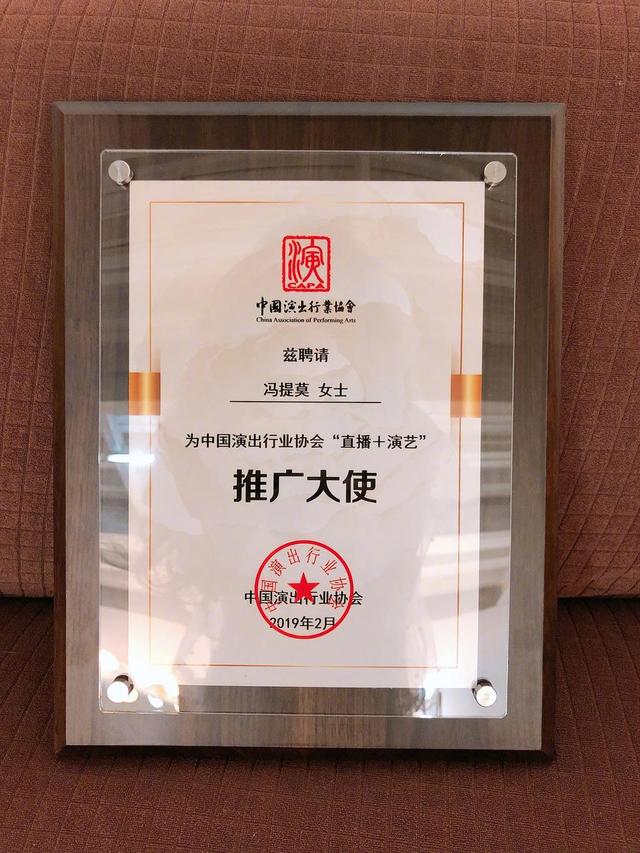 演
CAPA
中国演出行業協會
China Association of Performing Arts
兹聘请
冯提莫 女士
为中国演出行业协会“直播＋演艺”
推广大使
中国演出行业协会
中国演出行业协会
2019年2月